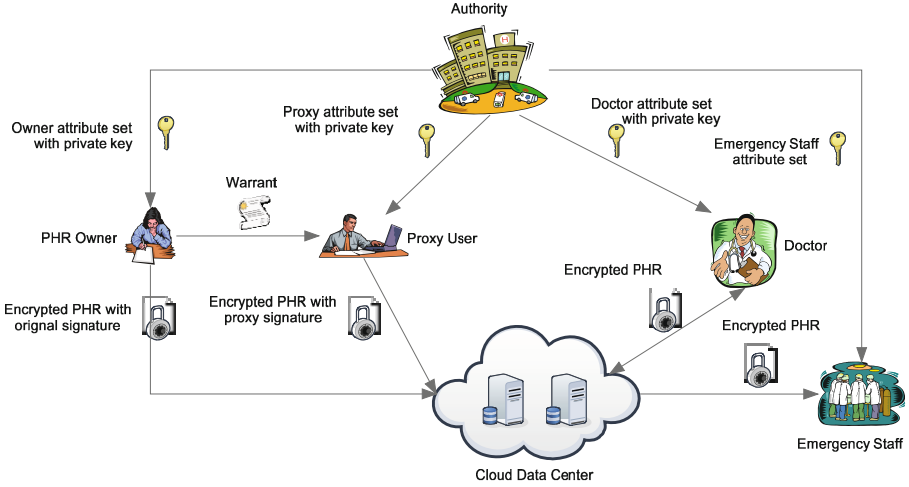 Authority
Owner attribute set
with private key
Proxy attribute set
with private key
Doctor attribute set
with private key
Emergency Staff
attribute set
H
Warrant
PHR Owner
Proxy User
Doctor
Encrypted PHR with
orignal signature
Encrypted PHR with
proxy signature
Encrypted PHR
Encrypted PHR
Emergency Staff
Cloud Data Center